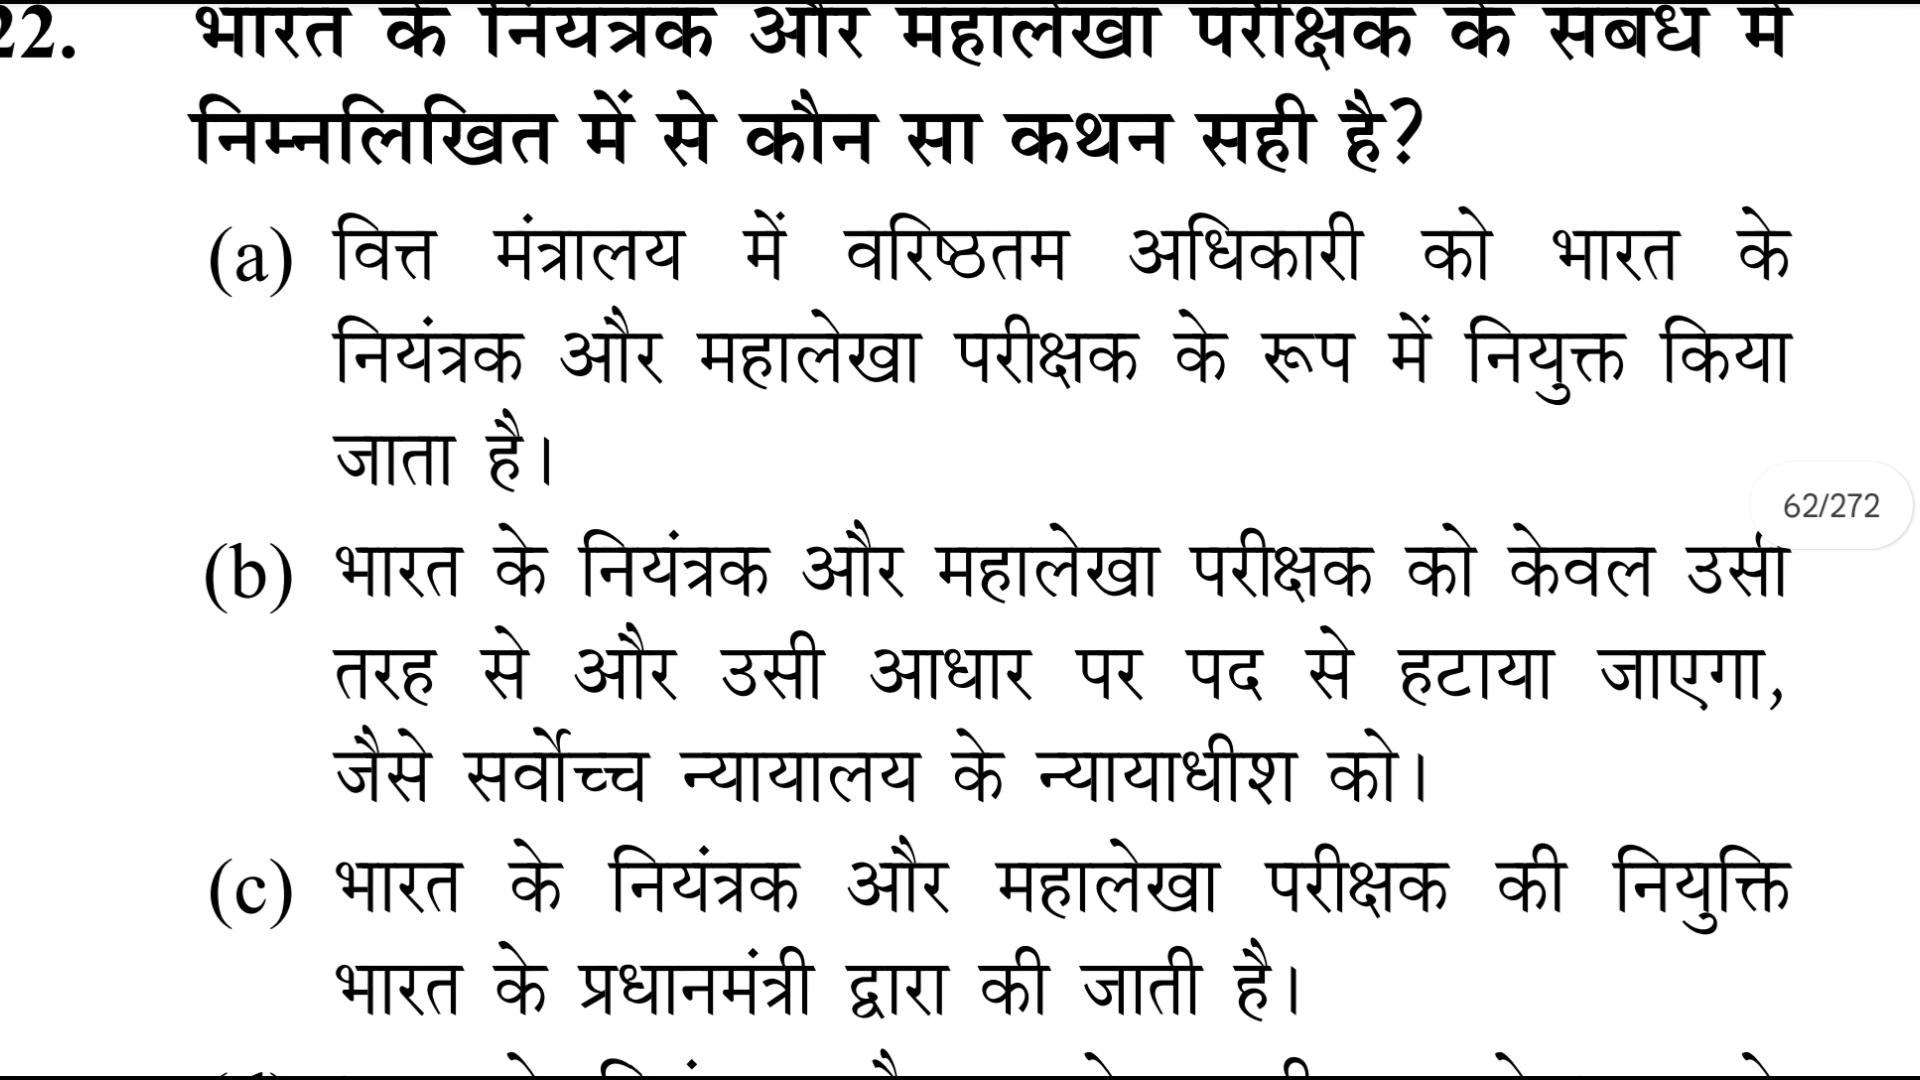 22. भारत के नियंत्रक और महालेखा परीक्षक के संबंध में
निम्नलिखित में से कौन सा कथन सही है?
(a) वित्त मंत्रालय में वरिष्ठतम अधिकारी को भारत के
नियंत्रक और महालेखा परीक्षक के रूप में नियुक्त किया
जाता है।
62/272
(b) भारत के नियंत्रक और महालेखा परीक्षक को केवल उसी
तरह से और उसी आधार पर पद से हटाया जाएगा,
जैसे सर्वोच्च न्यायालय के न्यायाधीश को।
(c) भारत के नियंत्रक और महालेखा परीक्षक की नियुक्ति
भारत के प्रधानमंत्री द्वारा की जाती है।